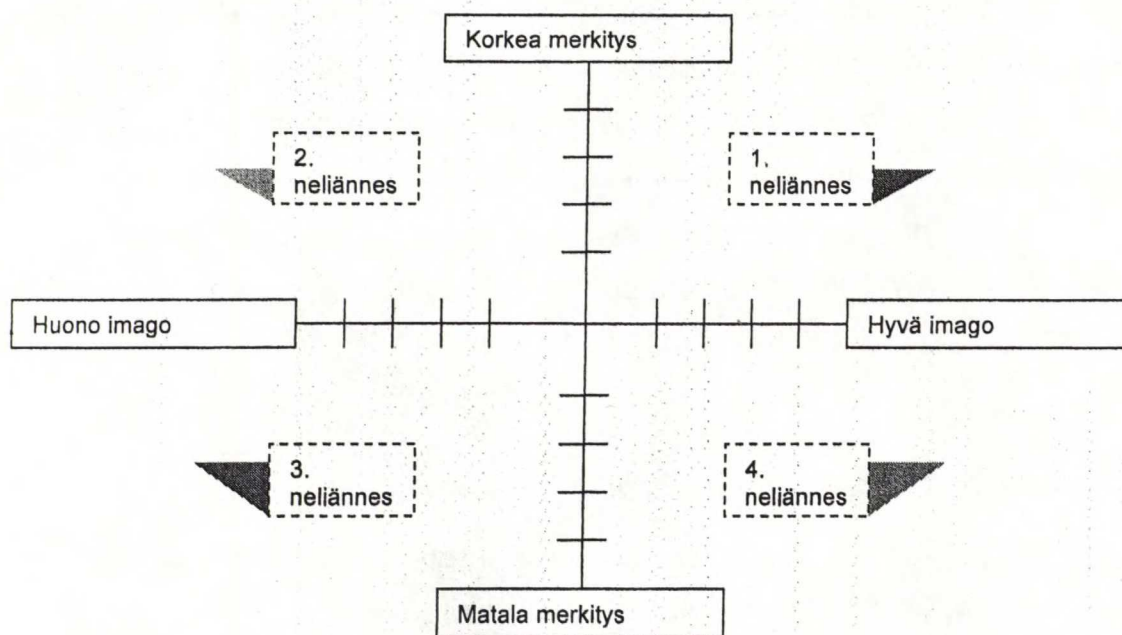 Korkea merkitys
2.
neliännes
1.
neliännes
Huono imago
Hyvä imago
3.
neliännes
4.
neliännes
Matala merkitys